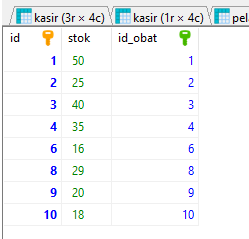 kasir (3r × 4c) kasir (1r × 4c) pel
id stok id_obat
1 50 1
2 25 2
3 40 3
4 35 4
6 16 6
8 29 8
9 20 9
10 18 10